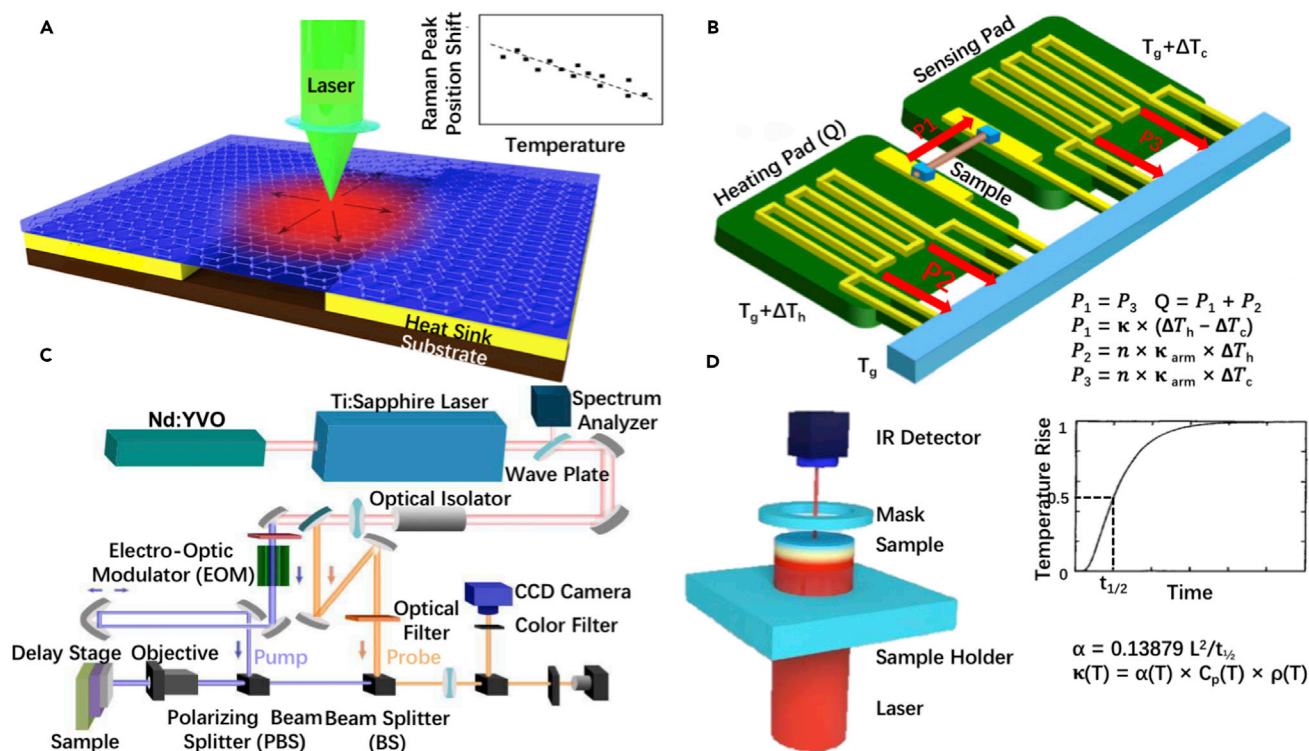 A
Laser
Raman Peak
Position Shift
Temperature
Heat Sink
Substrate
B
Sensing Pad
T_g+ΔT_c
Heating Pad (Q)
P1
P3
Sample
P2
T_g+ΔT_h
T_g
P_1 = P_3 Q = P_1 + P_2
P_1 = κ × (ΔT_h − ΔT_c)
P_2 = n × κ_arm × ΔT_h
P_3 = n × κ_arm × ΔT_c
C
Nd:YVO
Ti:Sapphire Laser
Spectrum
Analyzer
Wave Plate
Optical Isolator
Electro-Optic
Modulator (EOM)
CCD Camera
Optical
Filter
Color Filter
Delay Stage
Objective
Pump
Probe
Polarizing Beam
Splitter (PBS)
Beam Splitter
(BS)
Sample
D
IR Detector
Mask
Sample
Sample Holder
Laser
Temperature Rise
1
0.5
0
t_1/2
Time
α = 0.13879 L²/t_½
κ(T) = α(T) × C_p(T) × ρ(T)